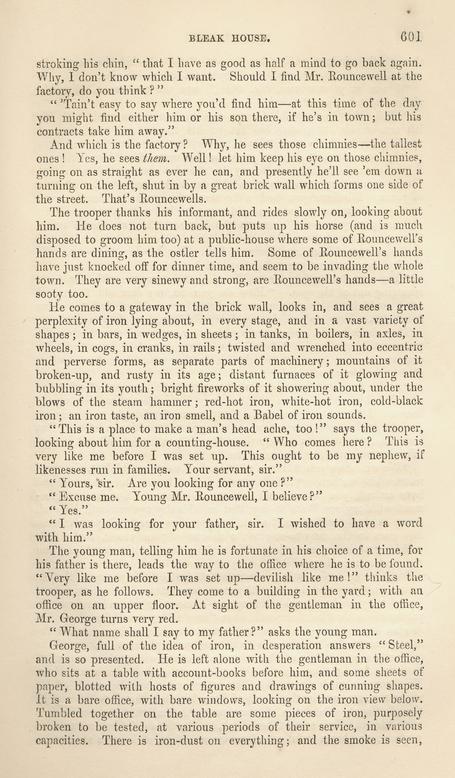 BLEAK HOUSE. 601
stroking his chin, “ that I have as good as half a mind to go back again.
Why, I don't know which I want. Should I find Mr. Rouncewell at the
factory, do you think ? ”
“ 'Tain't easy to say where you'd find him—at this time of the day
you might find either him or his son there, if he's in town ; but his
contracts take him away.”
And which is the factory ? Why, he sees those chimnies—the tallest
ones ! Yes, he sees them. Well ! let him keep his eye on those chimnies,
going on as straight as ever he can, and presently he'll see 'em down a
turning on the left, shut in by a great brick wall which forms one side of
the street. That's Rouncewells.
The trooper thanks his informant, and rides slowly on, looking about
him. He does not turn back, but puts up his horse (and is much
disposed to groom him too) at a public-house where some of Rouncewell's
hands are dining, as the ostler tells him. Some of Rouncewell's hands
have just knocked off for dinner time, and seem to be invading the whole
town. They are very sinewy and strong, are Rouncewell's hands—a little
sooty too.
He comes to a gateway in the brick wall, looks in, and sees a great
perplexity of iron lying about, in every stage, and in a vast variety of
shapes ; in bars, in wedges, in sheets ; in tanks, in boilers, in axles, in
wheels, in cogs, in cranks, in rails ; twisted and wrenched into eccentric
and perverse forms, as separate parts of machinery ; mountains of it
broken-up, and rusty in its age ; distant furnaces of it glowing and
bubbling in its youth ; bright fireworks of it showering about, under the
blows of the steam hammer ; red-hot iron, white-hot iron, cold-black
iron ; an iron taste, an iron smell, and a Babel of iron sounds.
“ This is a place to make a man's head ache, too ! ” says the trooper,
looking about him for a counting-house. “ Who comes here ? This is
very like me before I was set up. This ought to be my nephew, if
likenesses run in families. Your servant, sir.”
“ Yours, sir. Are you looking for any one ? ”
“ Excuse me. Young Mr. Rouncewell, I believe ? ”
“ Yes.”
“ I was looking for your father, sir. I wished to have a word
with him.”
The young man, telling him he is fortunate in his choice of a time, for
his father is there, leads the way to the office where he is to be found.
“ Very like me before I was set up—devilish like me ! ” thinks the
trooper, as he follows. They come to a building in the yard ; with an
office on an upper floor. At sight of the gentleman in the office,
Mr. George turns very red.
“ What name shall I say to my father ? ” asks the young man.
George, full of the idea of iron, in desperation answers “ Steel,”
and is so presented. He is left alone with the gentleman in the office,
who sits at a table with account-books before him, and some sheets of
paper, blotted with hosts of figures and drawings of cunning shapes.
It is a bare office, with bare windows, looking on the iron view below.
Tumbled together on the table are some pieces of iron, purposely
broken to be tested, at various periods of their service, in various
capacities. There is iron-dust on everything ; and the smoke is seen,